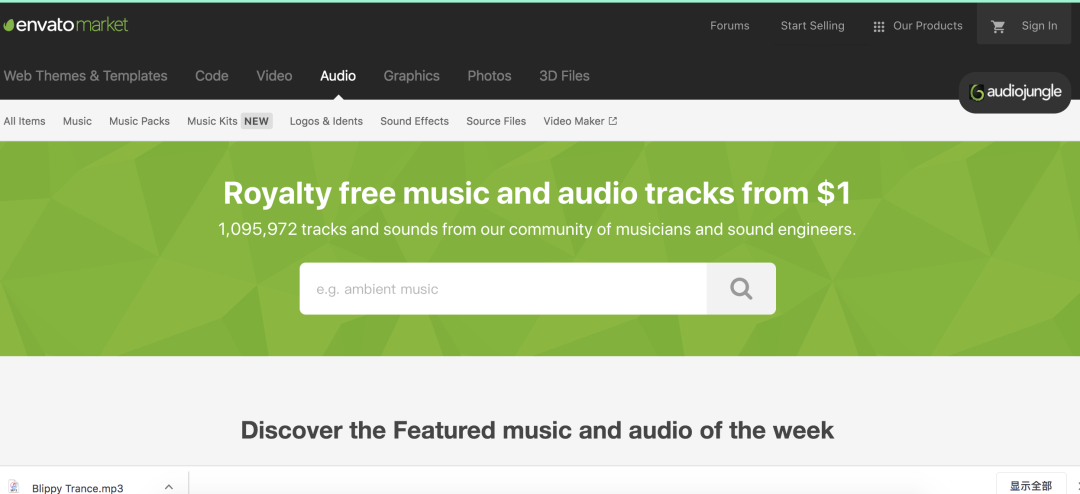 envato market
Forums Start Selling Our Products Sign In
Web Themes & Templates Code Video Audio Graphics Photos 3D Files
audiojungle
All Items Music Music Packs Music Kits NEW Logos & Idents Sound Effects Source Files Video Maker
Royalty free music and audio tracks from $1
1,095,972 tracks and sounds from our community of musicians and sound engineers.
e.g. ambient music
Discover the Featured music and audio of the week
Blippy Trance.mp3 显示全部